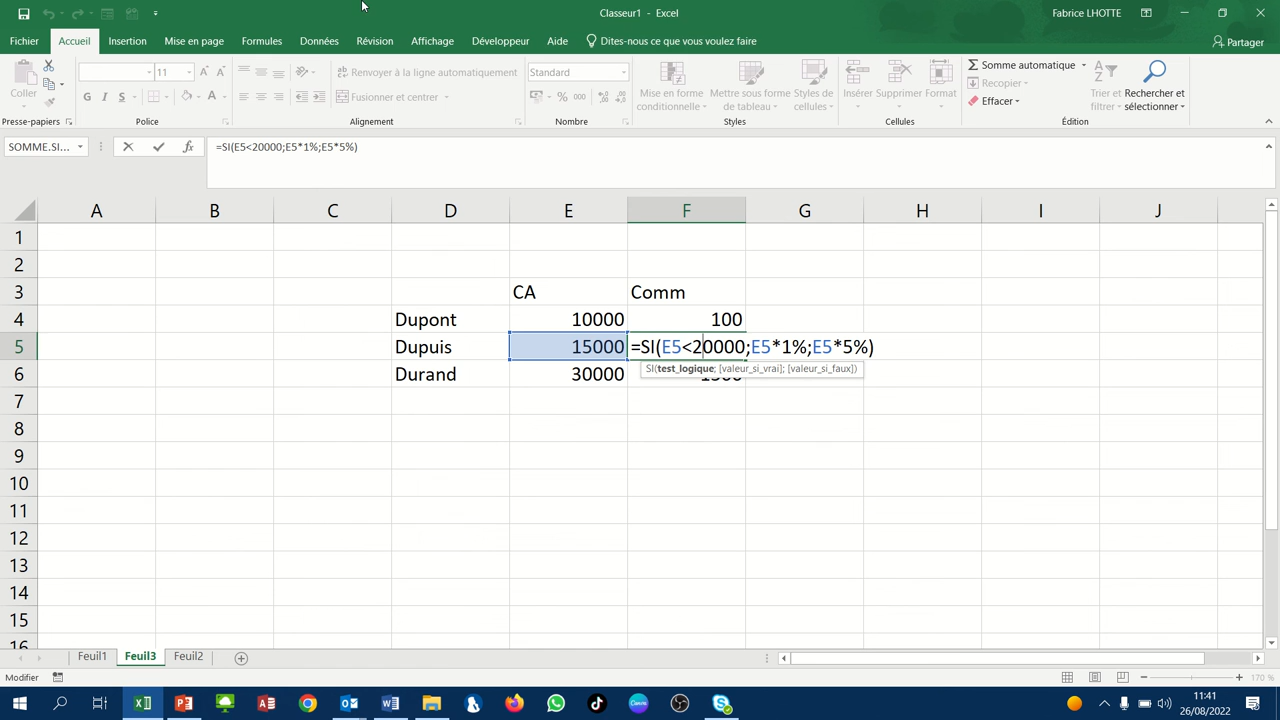 Classeur1 - Excel
Fabrice LHOTTE
Fichier Accueil Insertion Mise en page Formules Données Révision Affichage Développeur Aide Dites-nous ce que vous voulez faire Partager
Coller
11
Renvoyer à la ligne automatiquement
Standard
Mise en forme conditionnelle
Mettre sous forme de tableau
Styles de cellules
Insérer
Supprimer
Format
Somme automatique
Recopier
Effacer
Trier et filtrer
Rechercher et sélectionner
G I S
A
Fusionner et centrer
% 000
Presse-papiers Police Alignement Nombre Styles Cellules Édition
SOMME.SI... fx =SI(E5<20000;E5*1%;E5*5%)
A B C D E F G H I J
1
2
3 CA Comm
4 Dupont 10000 100
5 Dupuis 15000 =SI(E5<20000;E5*1%;E5*5%)
SI(test_logique; [valeur_si_vrai]; [valeur_si_faux])
6 Durand 30000 1500
7
8
9
10
11
12
13
14
15
16
Feuil1 Feuil3 Feuil2
Modifier
170 %
11:41
26/08/2022